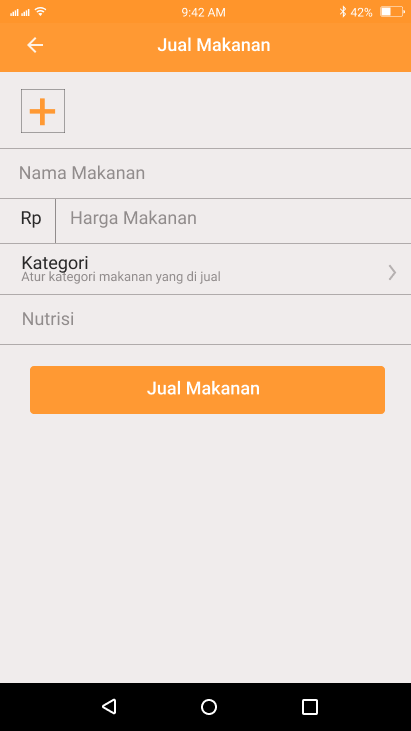 9:42 AM
42%
Jual Makanan
Nama Makanan
Rp
Harga Makanan
Kategori
Atur kategori makanan yang di jual
Nutrisi
Jual Makanan